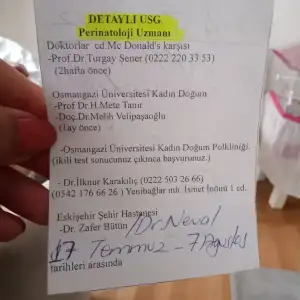 DETAYLI USG
Perinatoloji Uzmanı
Doktorlar cd.Mc Donald's karşısı
-Prof.Dr.Turgay Şener (0222 220 33 53)
(2hafta önce)
Osmangazi Üniversitesi Kadın Doğum
-Prof Dr.H.Mete Tanır
-Doç.Dr.Melih Velipaşaoğlu
(1ay önce)
-Osmangazi Üniversitesi Kadın Doğum Polkliniği.
(ikili test sonucunuz çıkınca başvurunuz.)
- Dr.İlknur Karakılıç (0222 503 26 66)
(0542 176 66 26 ) Yenibağlar mh. İsmet İnönü 1 cd.
Eskişehir Şehir Hastanesi
-Dr. Zafer Bütün / Dr. Neval
17 Temmuz - 7 Ağustos
tarihleri arasında